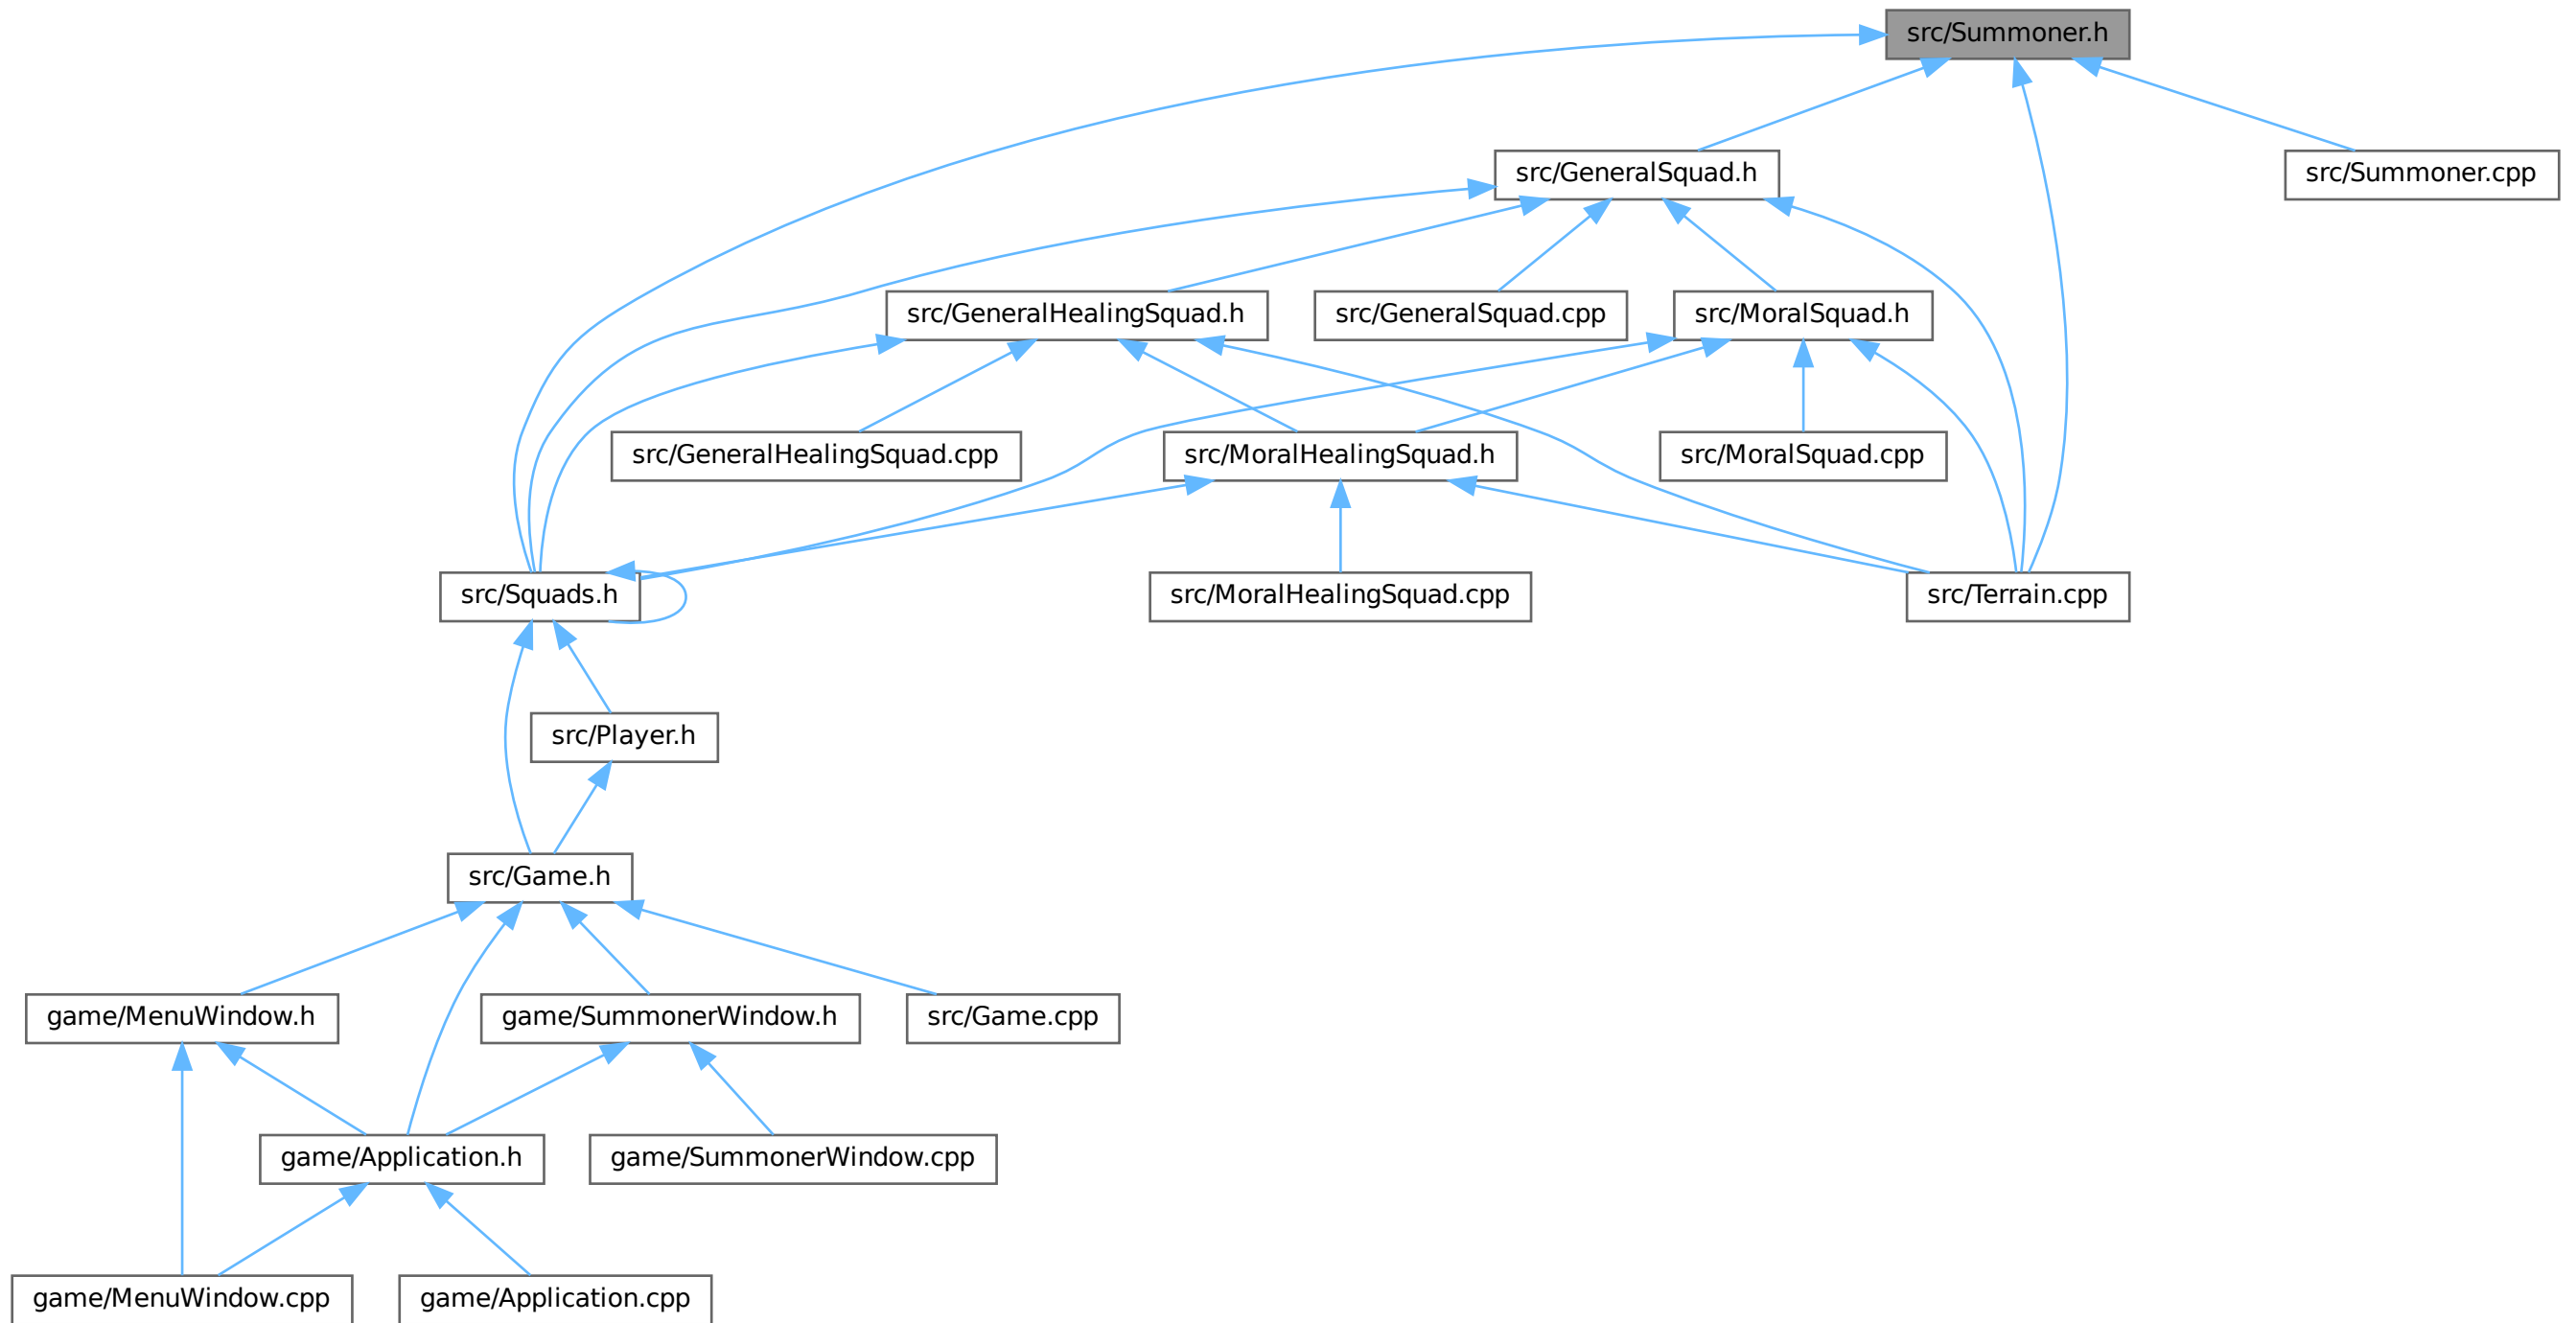 src/Summoner.h
src/GeneralSquad.h
src/Summoner.cpp
src/GeneralHealingSquad.h
src/GeneralSquad.cpp
src/MoralSquad.h
src/GeneralHealingSquad.cpp
src/MoralHealingSquad.h
src/MoralSquad.cpp
src/Squads.h
src/MoralHealingSquad.cpp
src/Terrain.cpp
src/Player.h
src/Game.h
game/MenuWindow.h
game/SummonerWindow.h
src/Game.cpp
game/Application.h
game/SummonerWindow.cpp
game/MenuWindow.cpp
game/Application.cpp